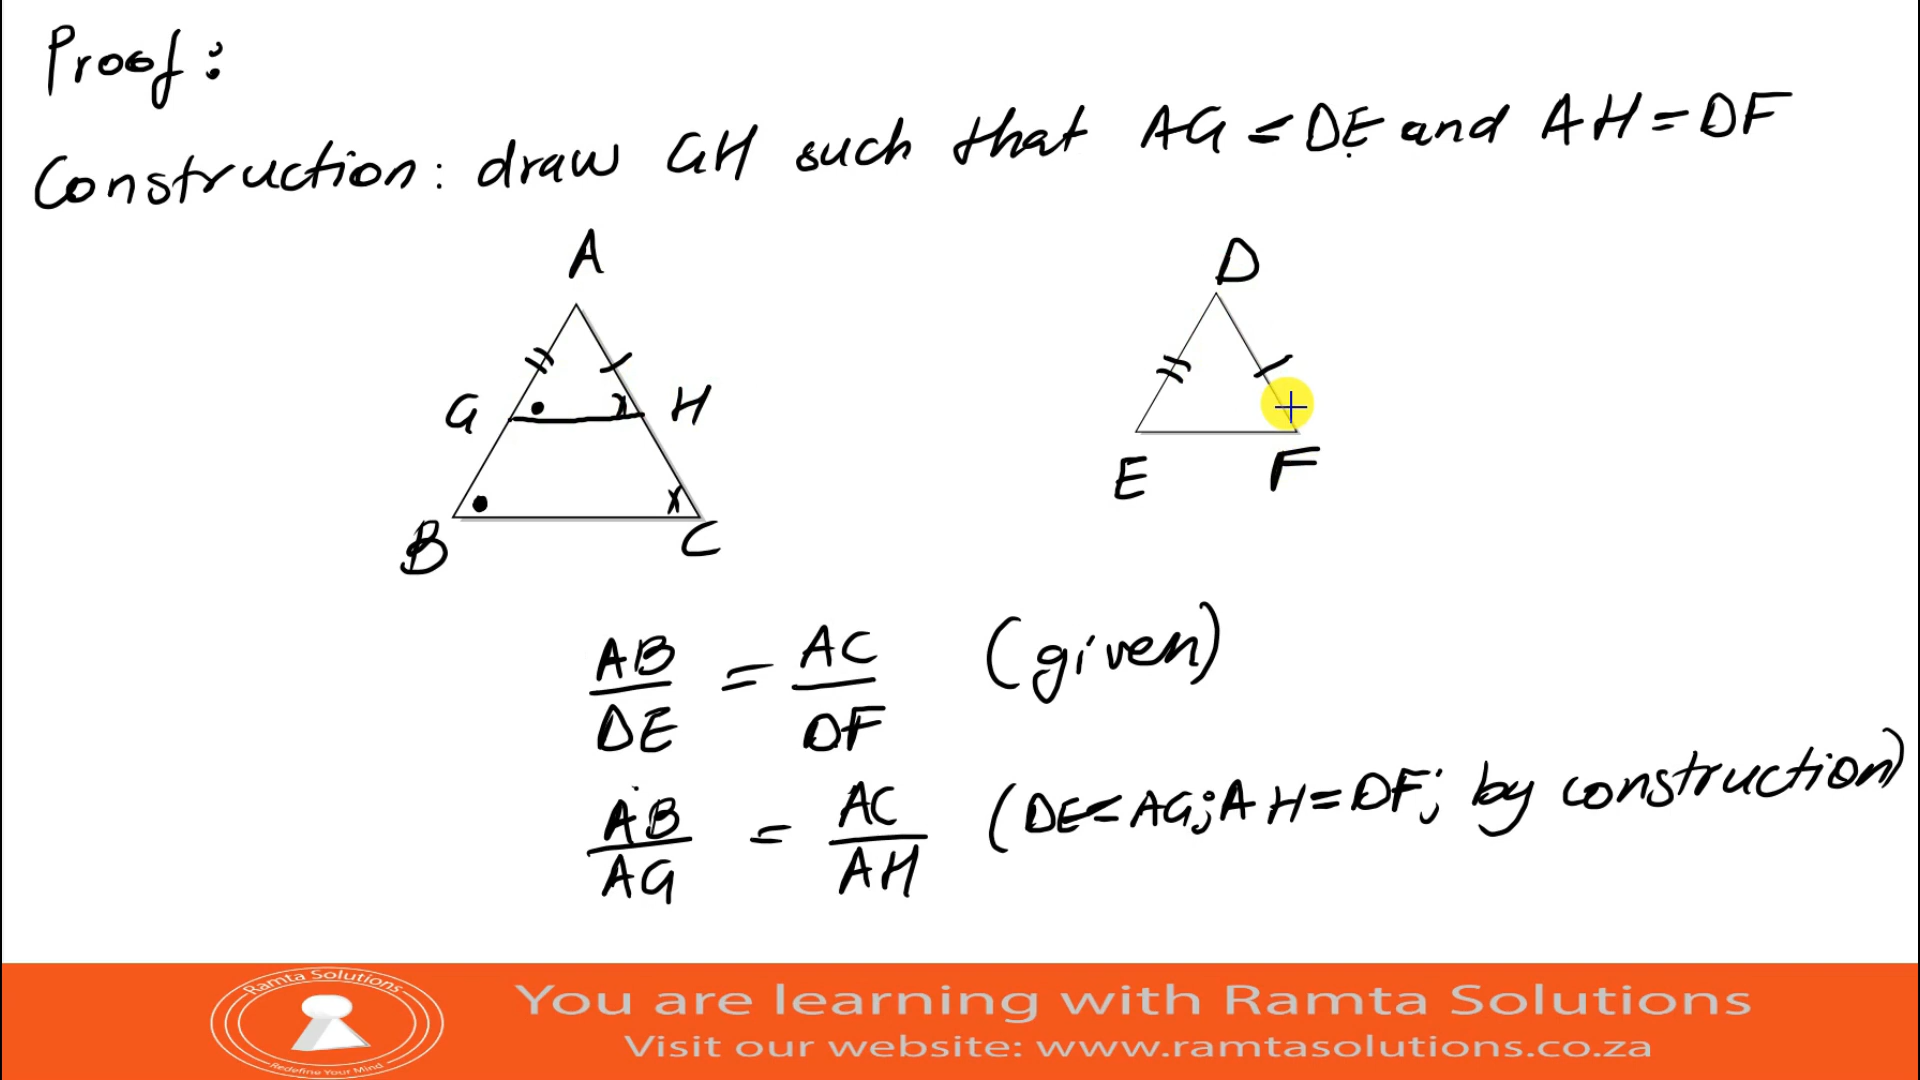 Proof:
Construction: draw GH such that AG = DE and AH = DF
A
D
G
H
x
E
F
x
B
C
AB/DE = AC/DF (given)
AB/AG = AC/AH (DE = AG; AH = DF; by construction)
Ramta Solutions
Redefine Your Mind
You are learning with Ramta Solutions
Visit our website: www.ramtasolutions.co.za